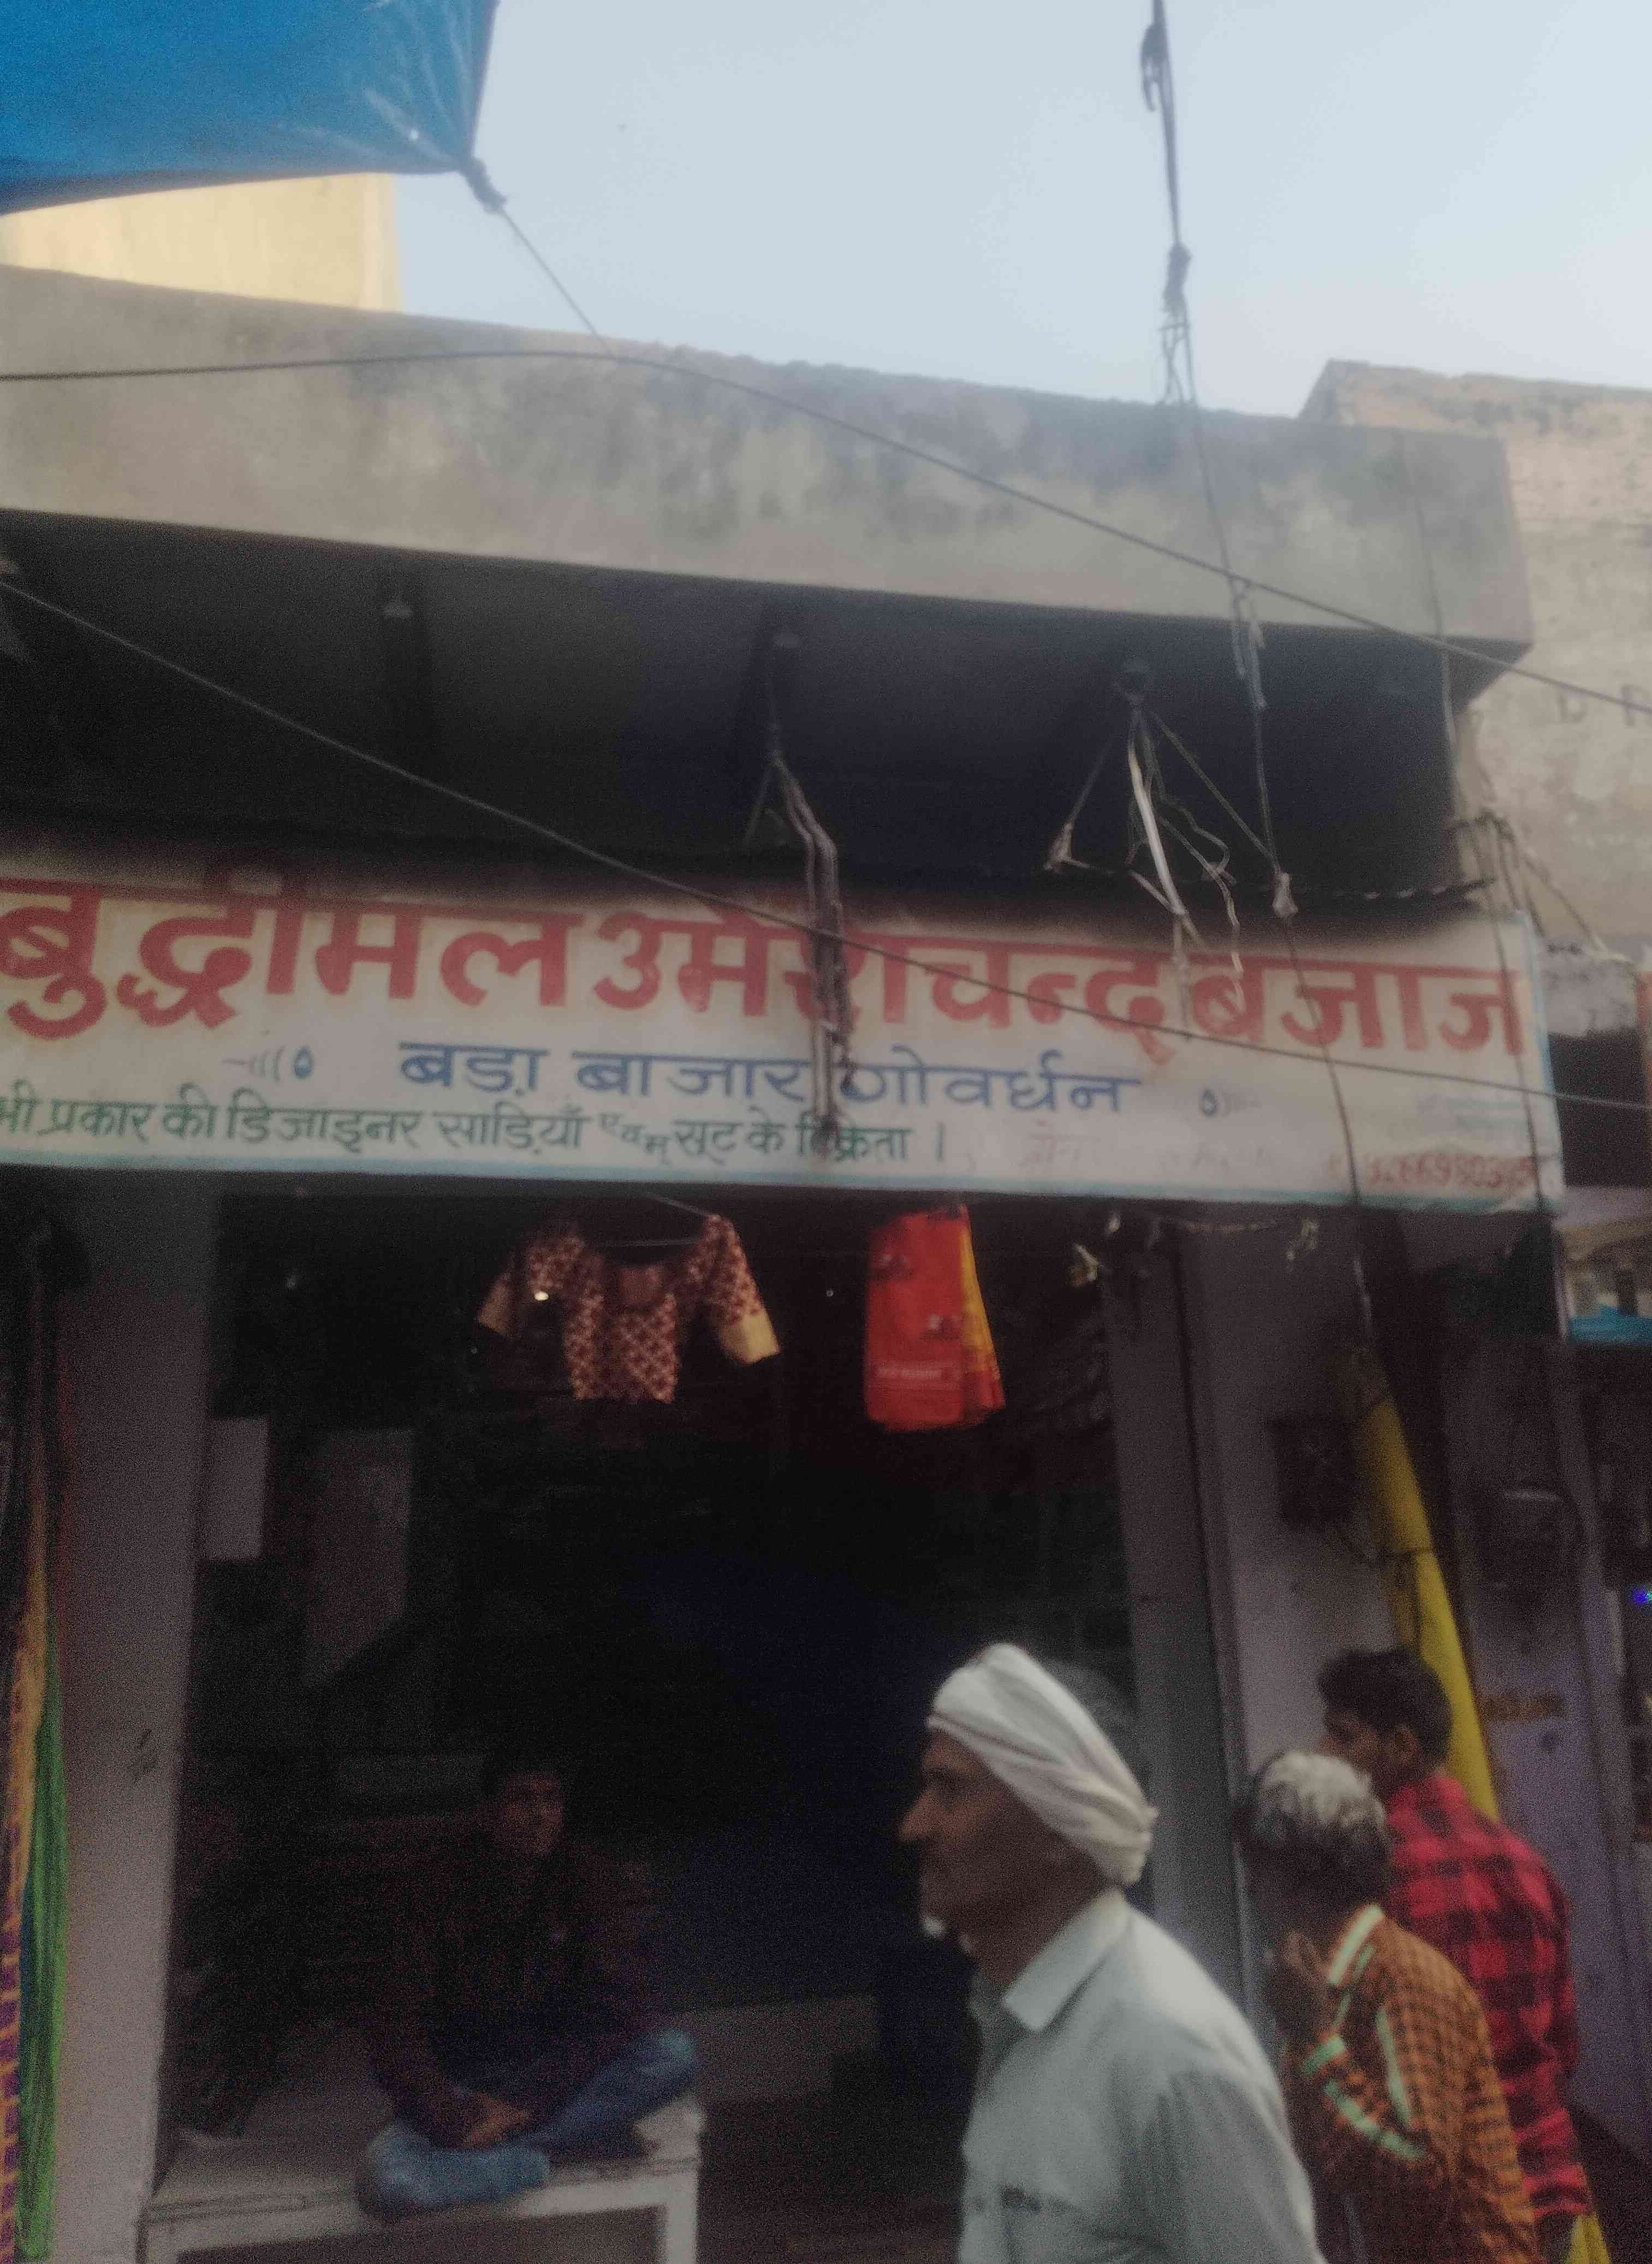 बुद्धीमल उमेशचन्द् बजाज
बडा़ बाजार गोवर्धन
भी प्रकार की डिजाइनर साडि़याँ एवम् सूट के विक्रेता ।